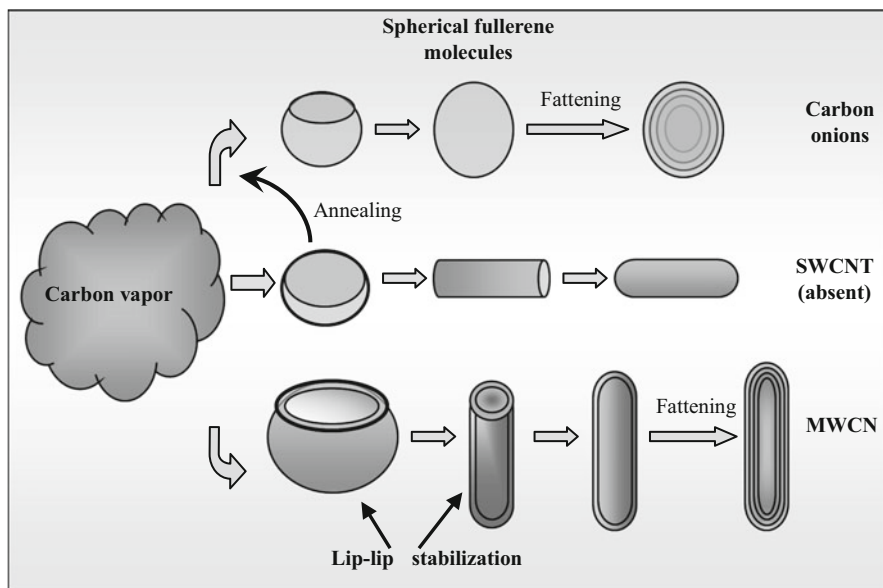 Spherical fullerene
molecules
Fattening
Carbon
onions
Annealing
Carbon vapor
SWCNT
(absent)
Fattening
MWCN
Lip-lip stabilization